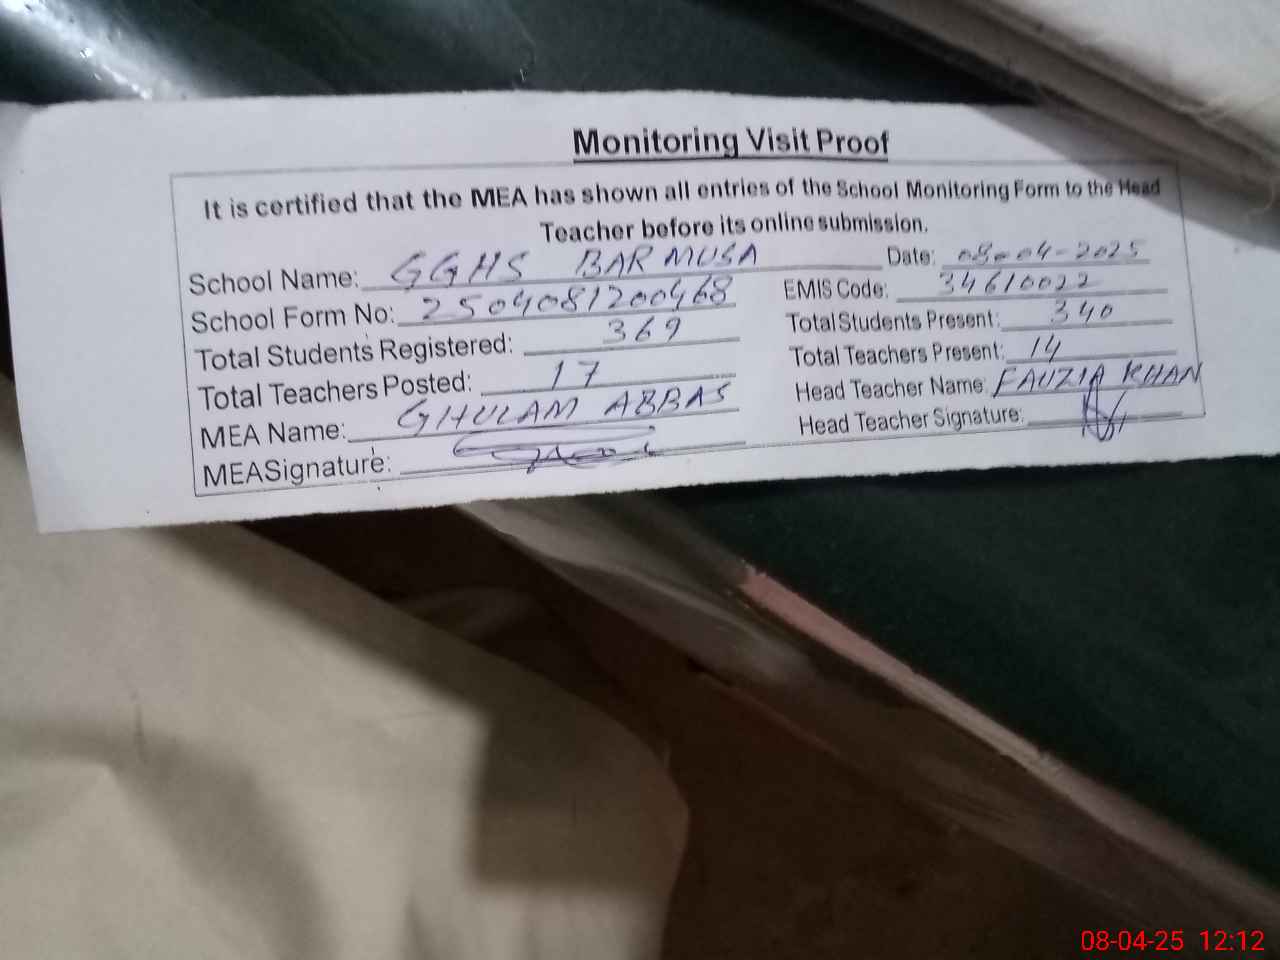 Monitoring Visit Proof
It is certified that the MEA has shown all entries of the School Monitoring Form to the Head
Teacher before its online submission.
School Name: GGHS BAR MUSA Date: 08-04-2025
School Form No: 2504081200468 EMIS Code: 34610022
Total Students Registered: 369 Total Students Present: 340
Total Teachers Posted: 17 Total Teachers Present: 14
MEA Name: GHULAM ABBAS Head Teacher Name: FAUZIA KHAN
MEASignature: Head Teacher Signature:
08-04-25 12:12